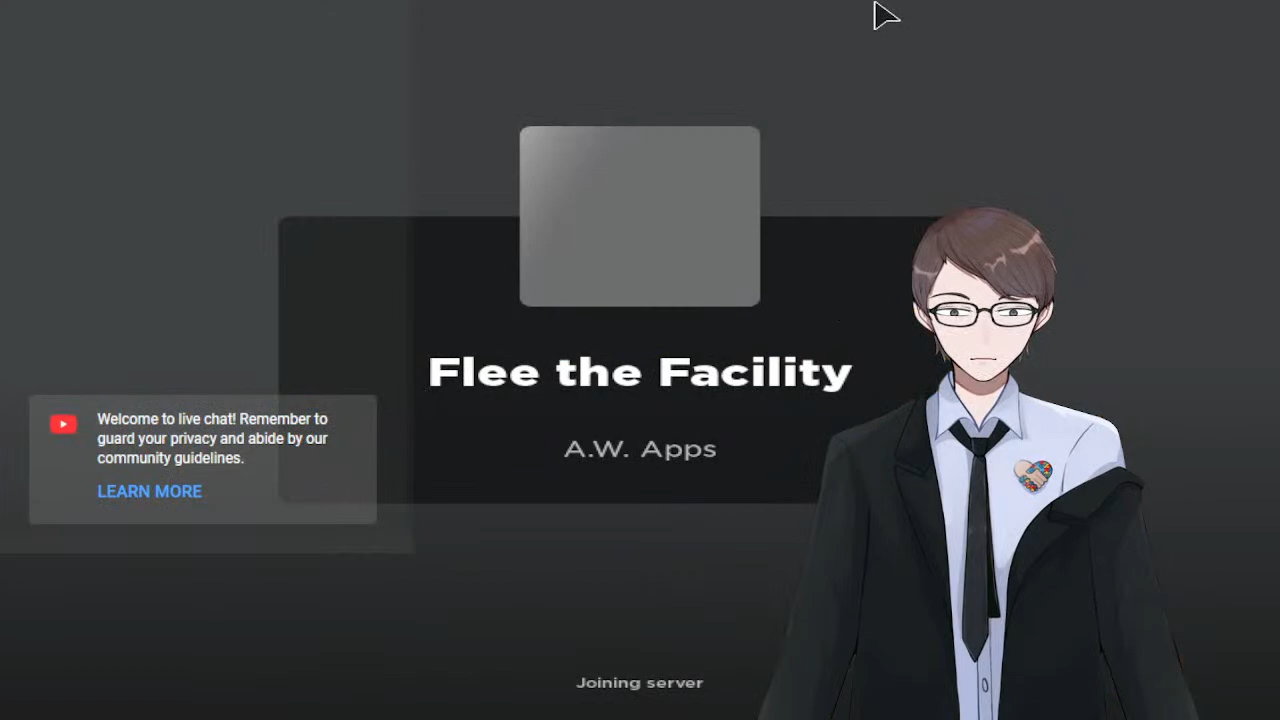 Flee the Facility
A.W. Apps
Welcome to live chat! Remember to
guard your privacy and abide by our
community guidelines.
LEARN MORE
Joining server